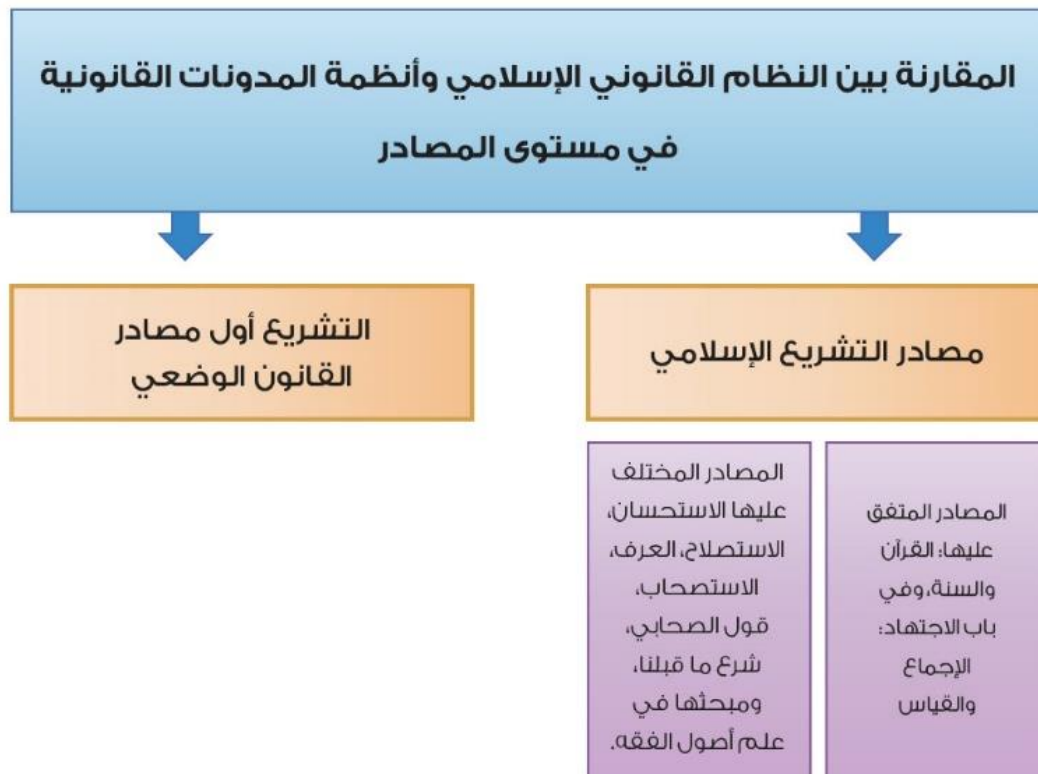 المقارنة بين النظام القانوني الإسلامي وأنظمة المدونات القانونية
في مستوى المصادر
مصادر التشريع الإسلامي
المصادر المتفق
عليها: القرآن
والسنة، وفي
باب الاجتهاد:
الإجماع
والقياس
المصادر المختلف
عليها الاستحسان،
الاستصلاح، العرف،
الاستصحاب،
قول الصحابي،
شرع ما قبلنا،
ومبحثها في
علم أصول الفقه.
التشريع أول مصادر
القانون الوضعي